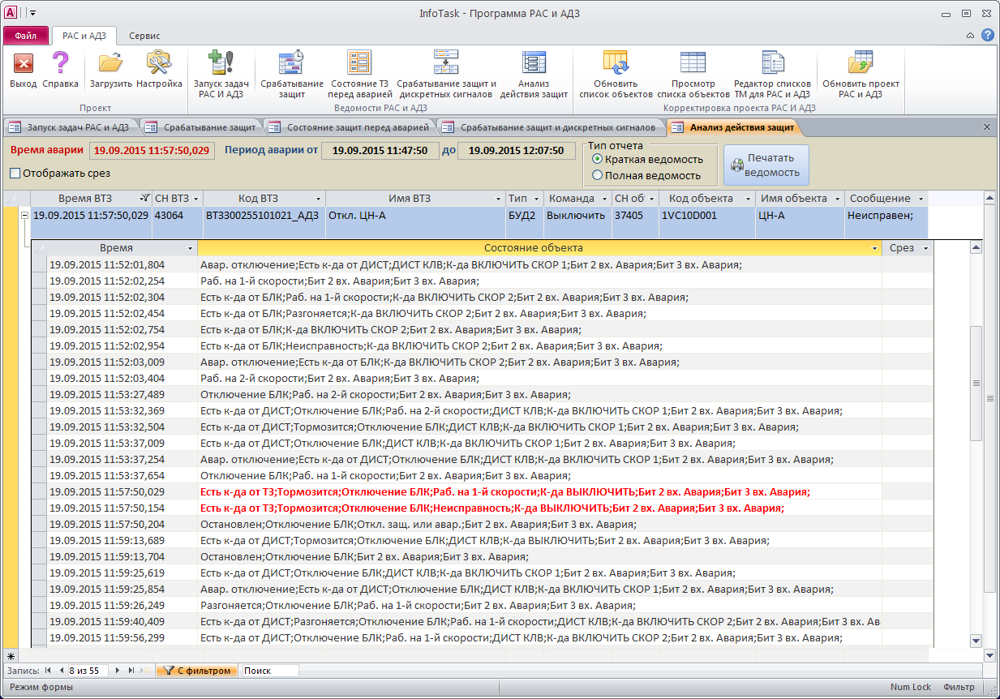 InfoTask - Программа РАС и АДЗ
Файл РАС и АДЗ Сервис
Выход Справка Загрузить Настройка Запуск задач РАС И АДЗ Срабатывание защит Состояние ТЗ перед аварией Срабатывание защит и дискретных сигналов Анализ действия защит Обновить список объектов Просмотр списка объектов Редактор списков ТМ для РАС и АДЗ Обновить проект РАС и АДЗ
Проект Ведомости РАС и АДЗ Корректировка проекта РАС И АДЗ
Запуск задач РАС и АДЗ Срабатывание защит Состояние защит перед аварией Срабатывание защит и дискретных сигналов Анализ действия защит
Время аварии 19.09.2015 11:57:50,029 Период аварии от 19.09.2015 11:47:50 до 19.09.2015 12:07:50
Тип отчета
Краткая ведомость
Полная ведомость
Печатать ведомость
Отображать срез
Время ВТЗ СН ВТЗ Код ВТЗ Имя ВТЗ Тип Команда СН об Код объекта Имя объекта Сообщение
19.09.2015 11:57:50,029 43064 ВТЗ300255101021_АДЗ Откл. ЦН-А БУД2 Выключить 37405 1VC10D001 ЦН-А Неисправен;
Время Состояние объекта Срез
19.09.2015 11:52:01,804 Авар. отключение;Есть к-да от ДИСТ;ДИСТ КЛВ;К-да ВКЛЮЧИТЬ СКОР 1;Бит 2 вх. Авария;Бит 3 вх. Авария;
19.09.2015 11:52:02,254 Раб. на 1-й скорости;Бит 2 вх. Авария;Бит 3 вх. Авария;
19.09.2015 11:52:02,304 Есть к-да от БЛК;Раб. на 1-й скорости;К-да ВКЛЮЧИТЬ СКОР 2;Бит 2 вх. Авария;Бит 3 вх. Авария;
19.09.2015 11:52:02,454 Есть к-да от БЛК;Разгоняется;К-да ВКЛЮЧИТЬ СКОР 2;Бит 2 вх. Авария;Бит 3 вх. Авария;
19.09.2015 11:52:02,754 Есть к-да от БЛК;К-да ВКЛЮЧИТЬ СКОР 2;Бит 2 вх. Авария;Бит 3 вх. Авария;
19.09.2015 11:52:02,954 Есть к-да от БЛК;Неисправность;К-да ВКЛЮЧИТЬ СКОР 2;Бит 2 вх. Авария;Бит 3 вх. Авария;
19.09.2015 11:52:03,009 Авар. отключение;Есть к-да от БЛК;К-да ВКЛЮЧИТЬ СКОР 2;Бит 2 вх. Авария;Бит 3 вх. Авария;
19.09.2015 11:52:03,404 Раб. на 2-й скорости;Бит 2 вх. Авария;Бит 3 вх. Авария;
19.09.2015 11:53:27,489 Отключение БЛК;Раб. на 2-й скорости;Бит 2 вх. Авария;Бит 3 вх. Авария;
19.09.2015 11:53:32,369 Есть к-да от ДИСТ;Отключение БЛК;Раб. на 2-й скорости;ДИСТ КЛВ;К-да ВКЛЮЧИТЬ СКОР 1;Бит 2 вх. Авария;Бит 3 вх. Авария;
19.09.2015 11:53:32,504 Есть к-да от ДИСТ;Тормозится;Отключение БЛК;ДИСТ КЛВ;К-да ВКЛЮЧИТЬ СКОР 1;Бит 2 вх. Авария;Бит 3 вх. Авария;
19.09.2015 11:53:37,009 Есть к-да от ДИСТ;Отключение БЛК;ДИСТ КЛВ;К-да ВКЛЮЧИТЬ СКОР 1;Бит 2 вх. Авария;Бит 3 вх. Авария;
19.09.2015 11:53:37,254 Авар. отключение;Есть к-да от ДИСТ;Отключение БЛК;ДИСТ КЛВ;К-да ВКЛЮЧИТЬ СКОР 1;Бит 2 вх. Авария;Бит 3 вх. Авария;
19.09.2015 11:53:37,654 Отключение БЛК;Раб. на 1-й скорости;Бит 2 вх. Авария;Бит 3 вх. Авария;
19.09.2015 11:57:50,029 Есть к-да от ТЗ;Тормозится;Отключение БЛК;Раб. на 1-й скорости;К-да ВЫКЛЮЧИТЬ;Бит 2 вх. Авария;Бит 3 вх. Авария;
19.09.2015 11:57:50,154 Есть к-да от ТЗ;Тормозится;Отключение БЛК;Неисправность;К-да ВЫКЛЮЧИТЬ;Бит 2 вх. Авария;Бит 3 вх. Авария;
19.09.2015 11:57:50,204 Остановлен;Отключение БЛК;Откл. защ. или авар.;Бит 2 вх. Авария;Бит 3 вх. Авария;
19.09.2015 11:59:13,689 Есть к-да от ДИСТ;Тормозится;Отключение БЛК;ДИСТ КЛВ;К-да ВЫКЛЮЧИТЬ;Бит 2 вх. Авария;Бит 3 вх. Авария;
19.09.2015 11:59:13,704 Остановлен;Отключение БЛК;Бит 2 вх. Авария;Бит 3 вх. Авария;
19.09.2015 11:59:25,619 Есть к-да от ДИСТ;Отключение БЛК;ДИСТ КЛВ;К-да ВКЛЮЧИТЬ СКОР 1;Бит 2 вх. Авария;Бит 3 вх. Авария;
19.09.2015 11:59:25,854 Авар. отключение;Есть к-да от ДИСТ;Отключение БЛК;ДИСТ КЛВ;К-да ВКЛЮЧИТЬ СКОР 1;Бит 2 вх. Авария;Бит 3 вх. Авария;
19.09.2015 11:59:26,249 Разгоняется;Отключение БЛК;Раб. на 1-й скорости;Бит 2 вх. Авария;Бит 3 вх. Авария;
19.09.2015 11:59:40,409 Есть к-да от ДИСТ;Разгоняется;Отключение БЛК;Раб. на 1-й скорости;ДИСТ КЛВ;К-да ВКЛЮЧИТЬ СКОР 2;Бит 2 вх. Авария;Бит 3 вх. Ав
19.09.2015 11:59:56,299 Есть к-да от ДИСТ;Отключение БЛК;Раб. на 1-й скорости;ДИСТ КЛВ;К-да ВКЛЮЧИТЬ СКОР 2;Бит 2 вх. Авария;Бит 3 вх. Авария;
Запись: 8 из 55 С фильтром Поиск
Режим формы Num Lock Фильтр